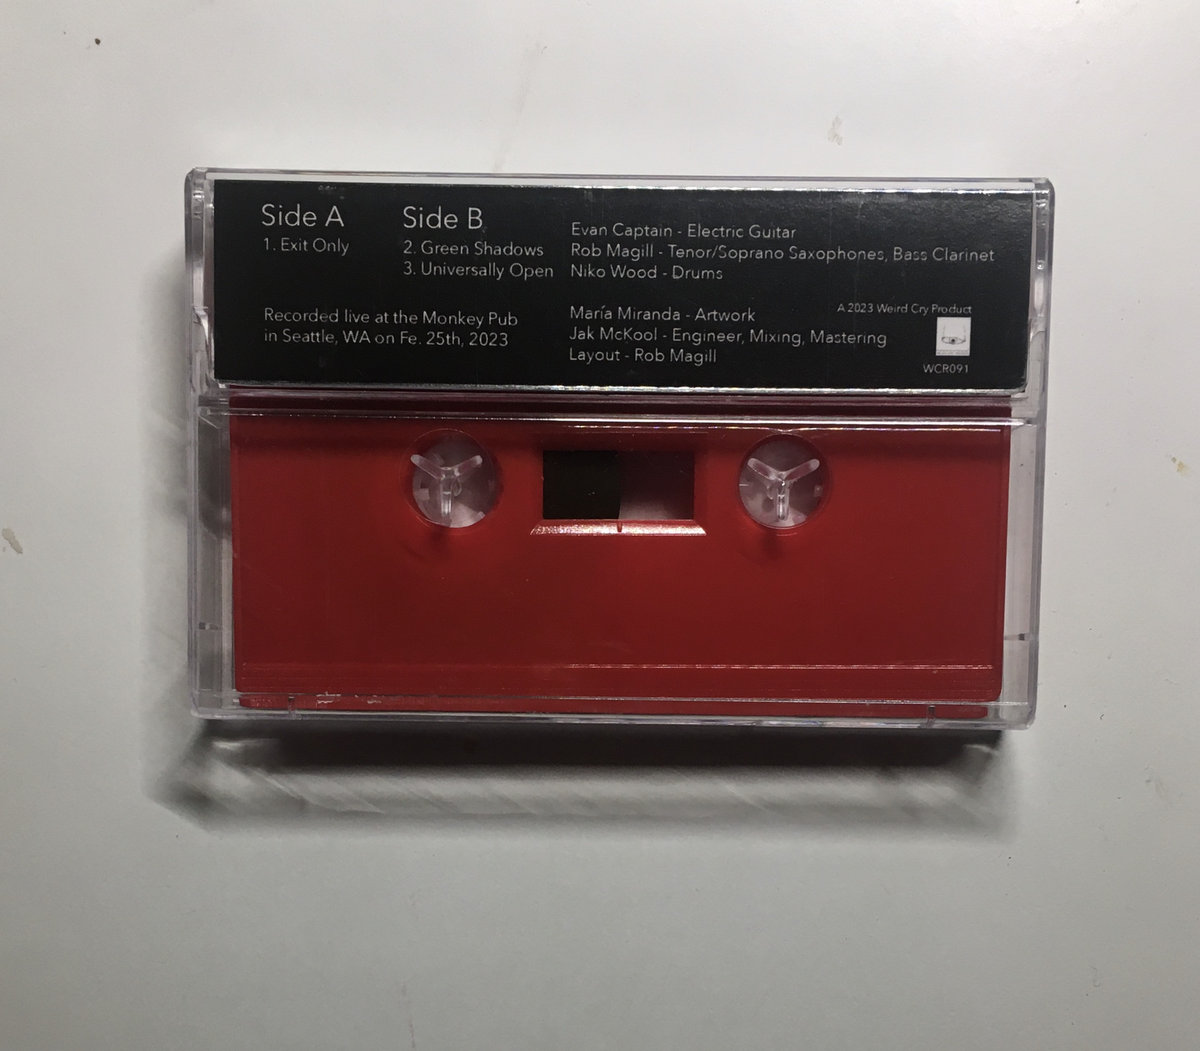 Side A
1. Exit Only
Side B
2. Green Shadows
3. Universally Open
Recorded live at the Monkey Pub
in Seattle, WA on Fe. 25th, 2023
Evan Captain - Electric Guitar
Rob Magill - Tenor/Soprano Saxophones, Bass Clarinet
Niko Wood - Drums
María Miranda - Artwork
Jak McKool - Engineer, Mixing, Mastering
Layout - Rob Magill
A 2023 Weird Cry Product
WCR091